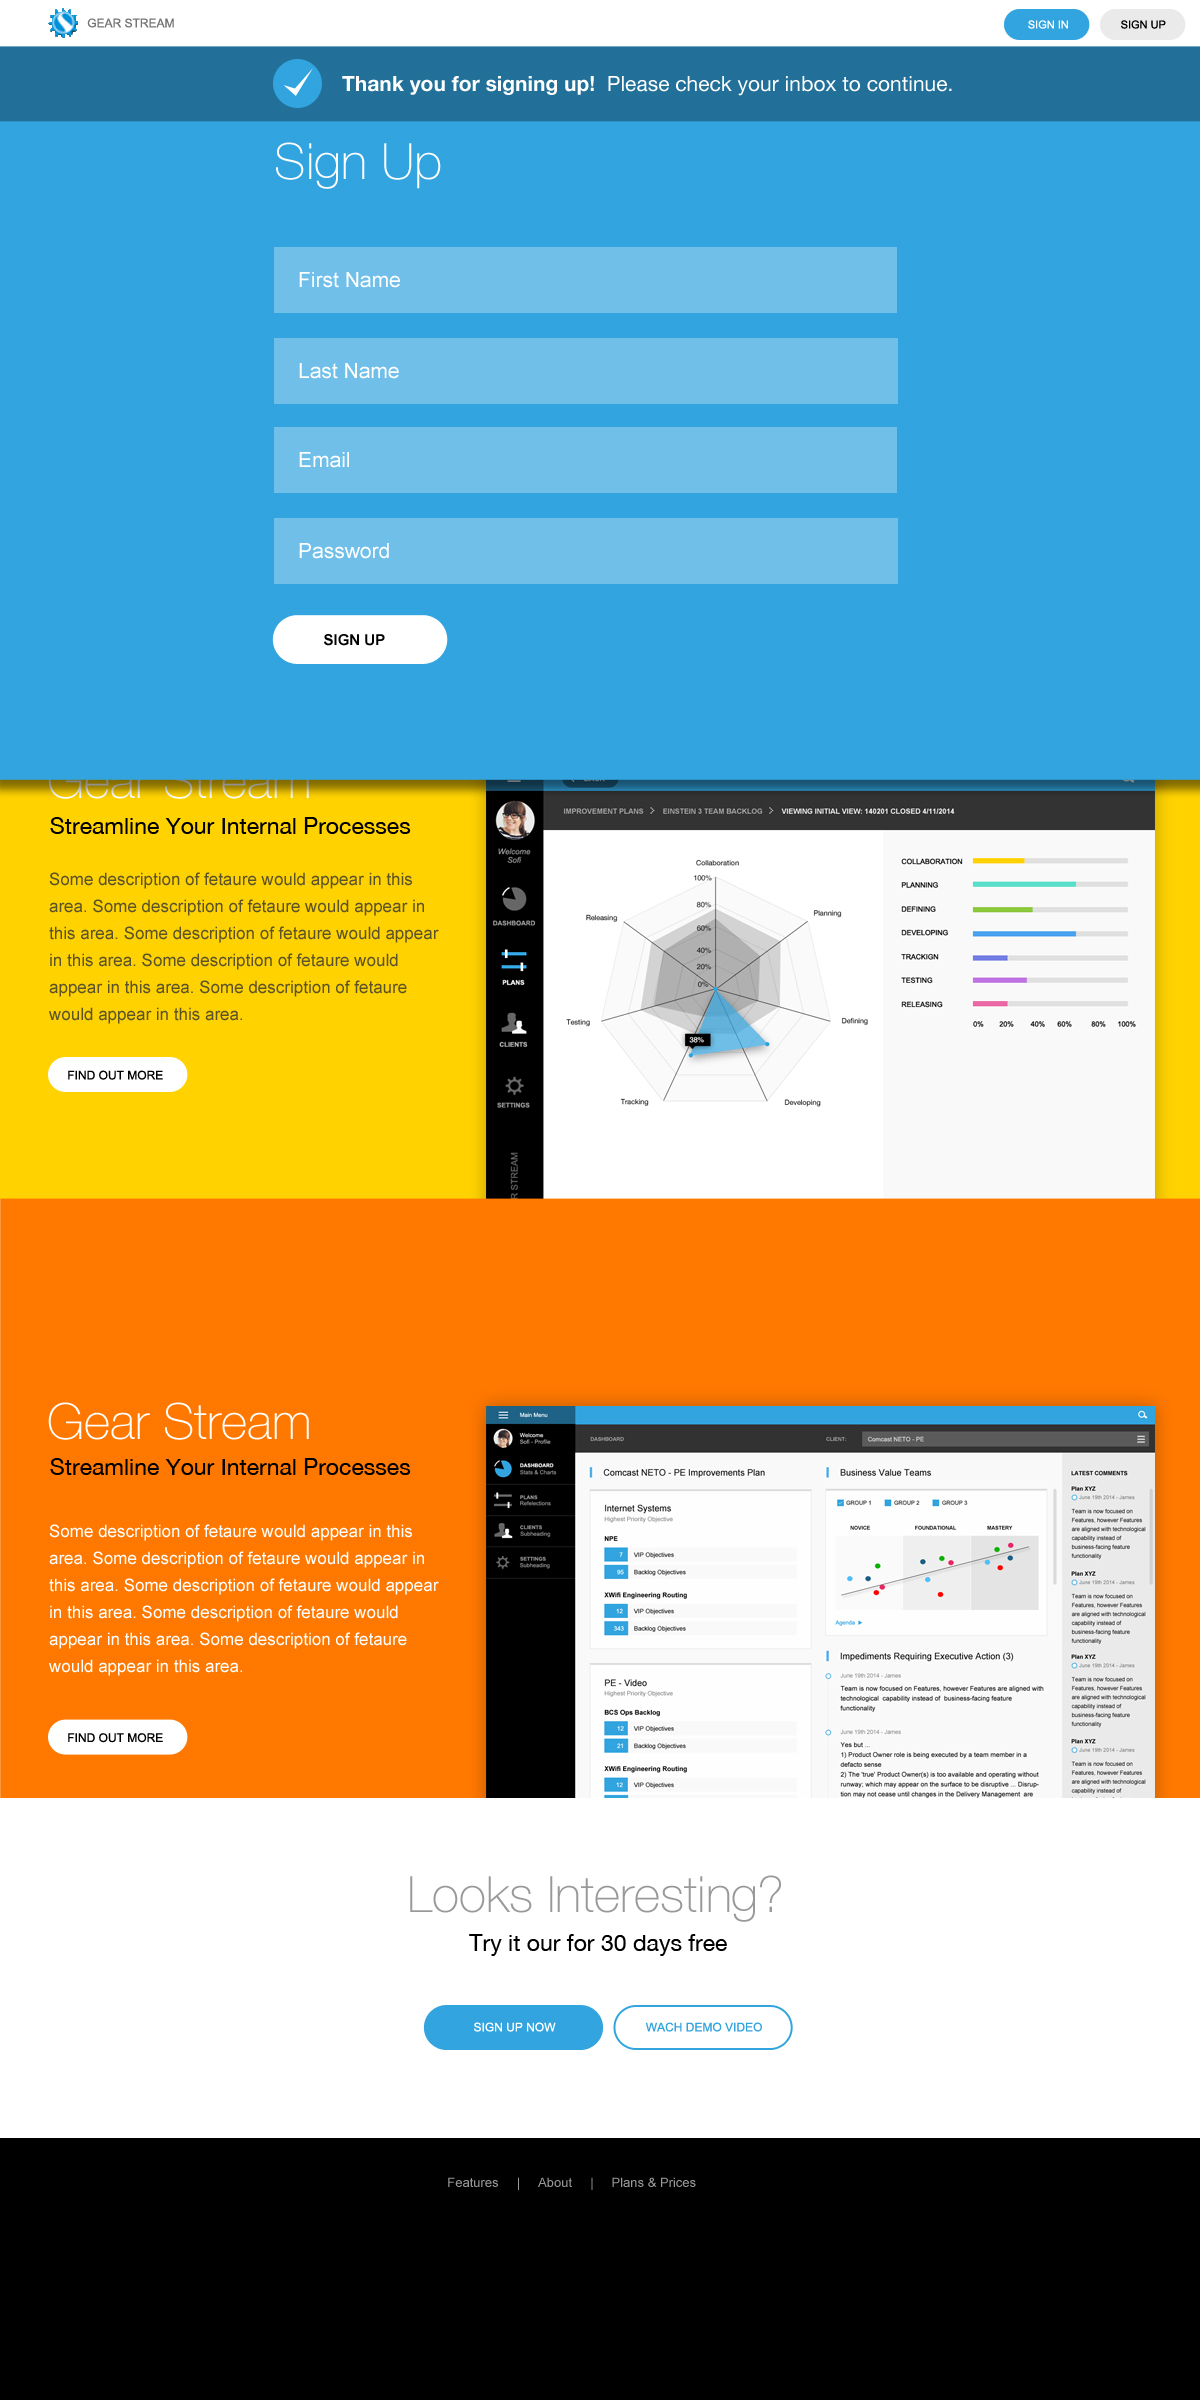 GEAR STREAM
SIGN IN
SIGN UP
Thank you for signing up! Please check your inbox to continue.
Sign Up
First Name
Last Name
Email
Password
SIGN UP
Gear Stream
Streamline Your Internal Processes
Some description of fetaure would appear in this
area. Some description of fetaure would appear in
this area. Some description of fetaure would appear
in this area. Some description of fetaure would
appear in this area. Some description of fetaure
would appear in this area.
FIND OUT MORE
IMPROVEMENT PLANS > EINSTEIN 3 TEAM BACKLOG > VIEWING INITIAL VIEW: 140201 CLOSED 4/11/2014
Welcome
Sofi
DASHBOARD
PLANS
CLIENTS
SETTINGS
R STREAM
Collaboration
100%
80%
60%
40%
20%
0%
Releasing
Planning
Testing
Defining
38%
Tracking
Developing
COLLABORATION
PLANNING
DEFINING
DEVELOPING
TRACKIGN
TESTING
RELEASING
0% 20% 40% 60% 80% 100%
Gear Stream
Streamline Your Internal Processes
Some description of fetaure would appear in this
area. Some description of fetaure would appear in
this area. Some description of fetaure would appear
in this area. Some description of fetaure would
appear in this area. Some description of fetaure
would appear in this area.
FIND OUT MORE
Main Menu
Welcome
Sofi - Profile
DASHBOARD
Stats & Charts
PLANS
Refelections
CLIENTS
Subheading
SETTINGS
Subheading
DASHBOARD
CLIENT:
Comcast NETO - PE
Comcast NETO - PE Improvements Plan
Internet Systems
Highest Priority Objective
NPE
7 VIP Objectives
95 Backlog Objectives
XWifi Engineering Routing
12 VIP Objectives
343 Backlog Objectives
PE - Video
Highest Priority Objective
BCS Ops Backlog
12 VIP Objectives
21 Backlog Objectives
XWifi Engineering Routing
12 VIP Objectives
Business Value Teams
GROUP 1 GROUP 2 GROUP 3
NOVICE FOUNDATIONAL MASTERY
Agenda
Impediments Requiring Executive Action (3)
June 19th 2014 - James
Team is now focused on Features, however Features are aligned with
technological capability instead of business-facing feature
functionality
June 19th 2014 - James
Yes but ...
1) Product Owner role is being executed by a team member in a
defacto sense
2) The 'true' Product Owner(s) is too available and operating without
runway; which may appear on the surface to be disruptive ... Disrup-
tion may not cease until changes in the Delivery Management are
LATEST COMMENTS
Plan XYZ
June 19th 2014 - James
Team is now focused on
Features, however Features
are aligned with technological
capability instead of
business-facing feature
functionality
Plan XYZ
June 19th 2014 - James
Team is now focused on
Features, however Features
are aligned with technological
capability instead of
business-facing feature
functionality
Plan XYZ
June 19th 2014 - James
Team is now focused on
Features, however Features
are aligned with technological
capability instead of
business-facing feature
functionality
Plan XYZ
June 19th 2014 - James
Team is now focused on
Features, however Features
are aligned with technological
capability instead of
Looks Interesting?
Try it our for 30 days free
SIGN UP NOW
WACH DEMO VIDEO
Features | About | Plans & Prices